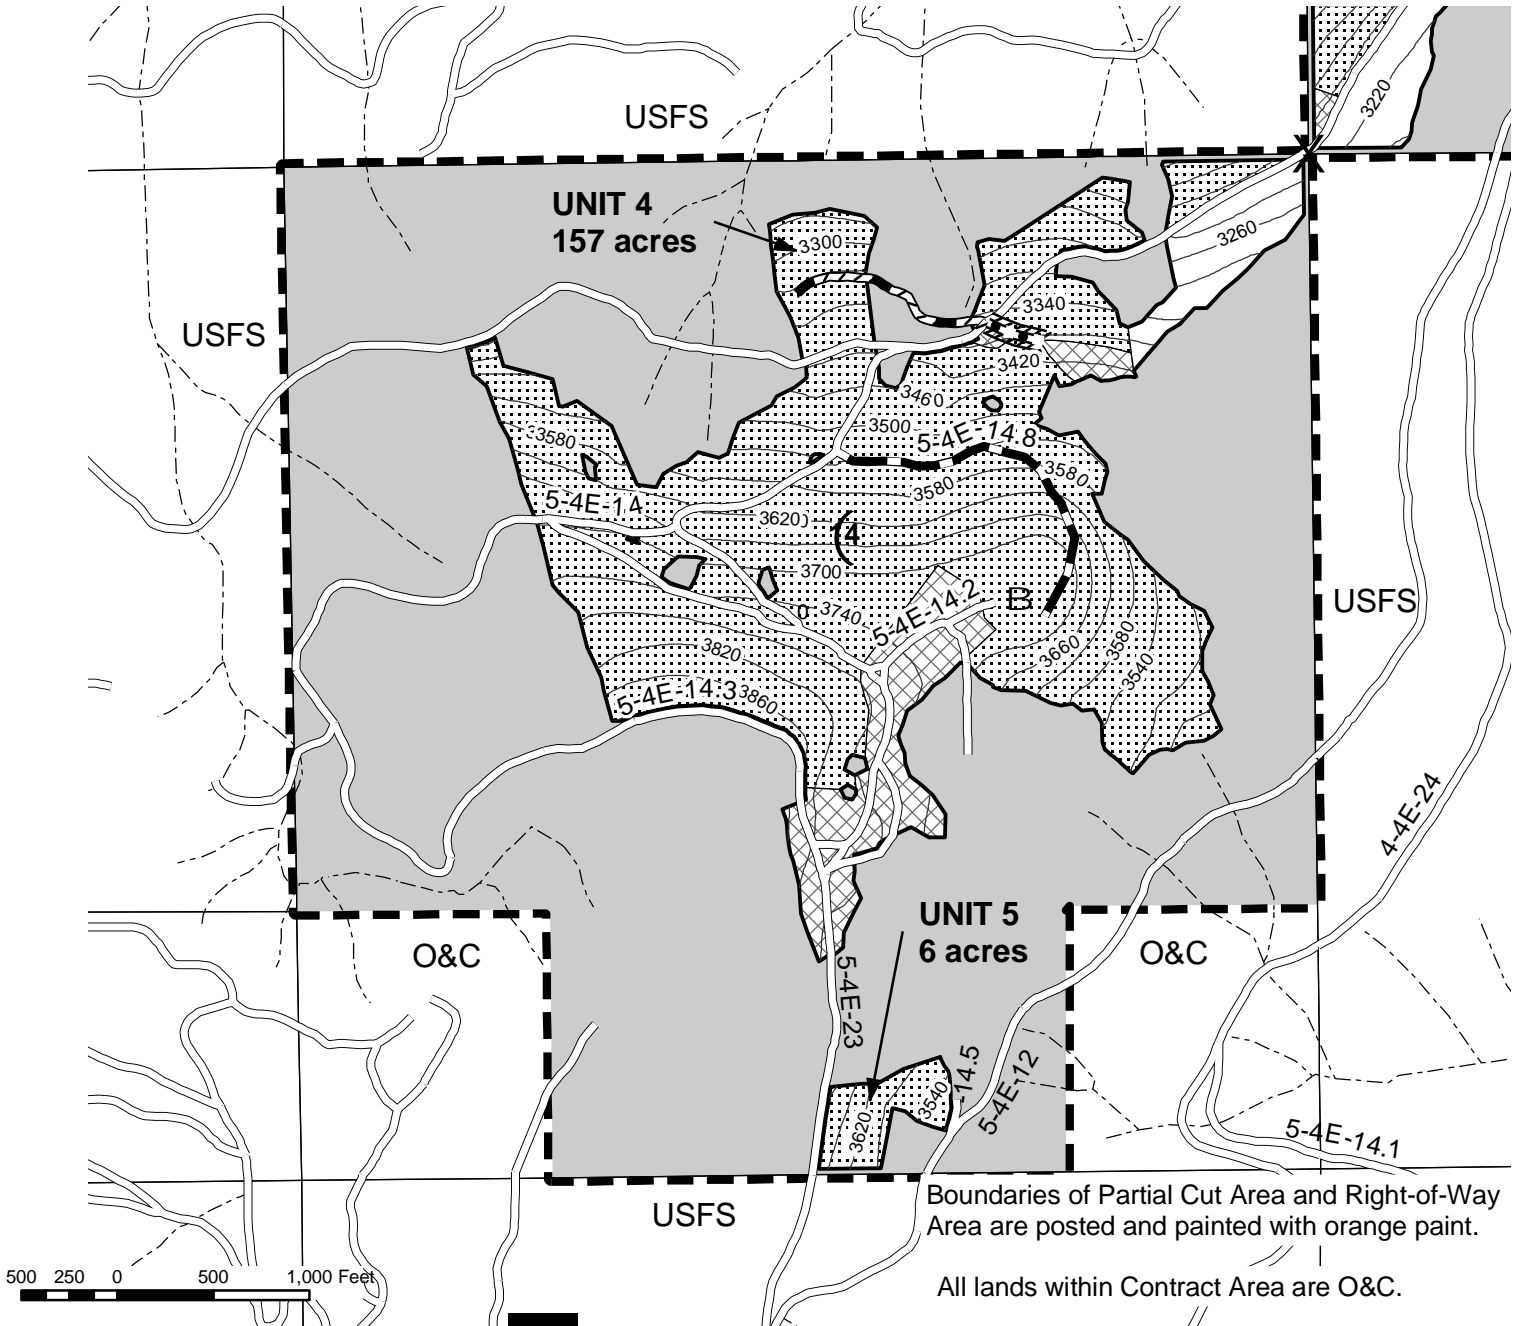 3220
USFS
UNIT 4
157 acres
3300
3260
USFS
3340
3420
3460
3500
5-4E-14.8
3580
3580
3580
5-4E-14
3620
14
3700
3740
5-4E-14.2
B
USFS
3820
3660
3580
3540
5-4E-14.3
3860
4-4E-24
UNIT 5
6 acres
O&C
O&C
5-4E-23
-14.5
5-4E-12
3540
3620
5-4E-14.1
USFS
Boundaries of Partial Cut Area and Right-of-Way
Area are posted and painted with orange paint.
500 250 0 500 1,000 Feet
All lands within Contract Area are O&C.